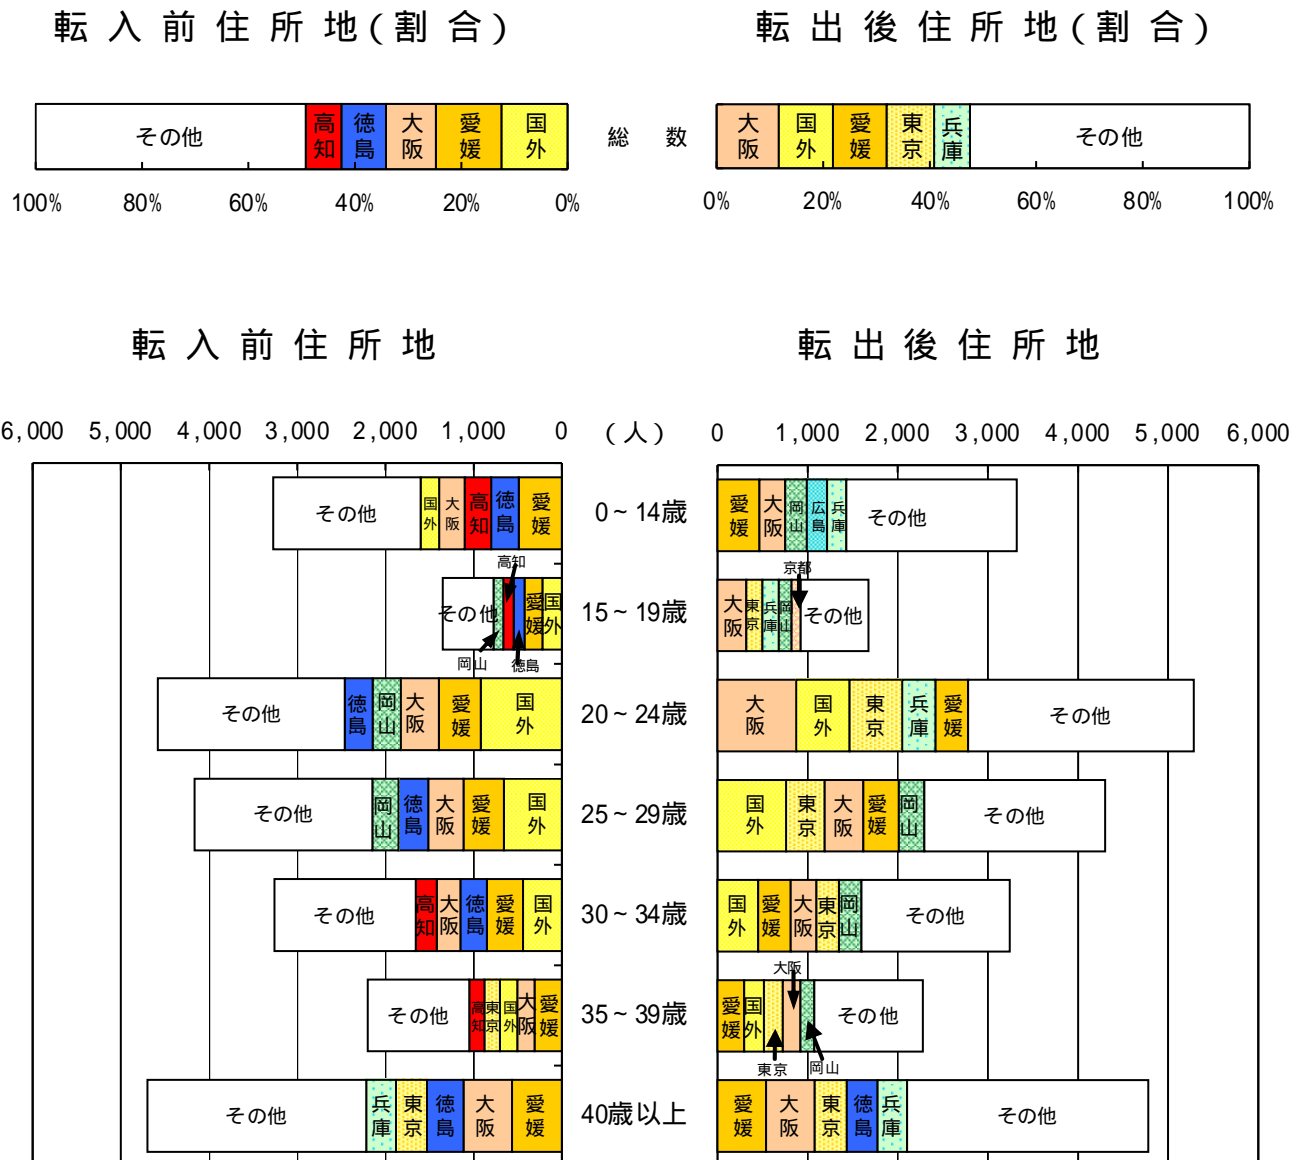 転入前住所地(割合)
転出後住所地(割合)
その他 高知 徳島 大阪 愛媛 国外
総数
大阪 国外 愛媛 東京 兵庫 その他
100% 80% 60% 40% 20% 0%
0% 20% 40% 60% 80% 100%
転入前住所地
転出後住所地
6,000 5,000 4,000 3,000 2,000 1,000 0
(人)
0 1,000 2,000 3,000 4,000 5,000 6,000
その他 国外 大阪 高知 徳島 愛媛
0~14歳
愛媛 大阪 岡山 広島 兵庫 その他
高知
京都
その他 愛媛 国外
15~19歳
大阪 東京 兵庫 岡山 その他
岡山 徳島
その他 徳島 岡山 大阪 愛媛 国外
20~24歳
大阪 国外 東京 兵庫 愛媛 その他
その他 岡山 徳島 大阪 愛媛 国外
25~29歳
国外 東京 大阪 愛媛 岡山 その他
その他 高知 大阪 徳島 愛媛 国外
30~34歳
国外 愛媛 大阪 東京 岡山 その他
大阪
その他 高知 東京 国外 大阪 愛媛
35~39歳
愛媛 国外 その他
東京 岡山
その他 兵庫 東京 徳島 大阪 愛媛
40歳以上
愛媛 大阪 東京 徳島 兵庫 その他